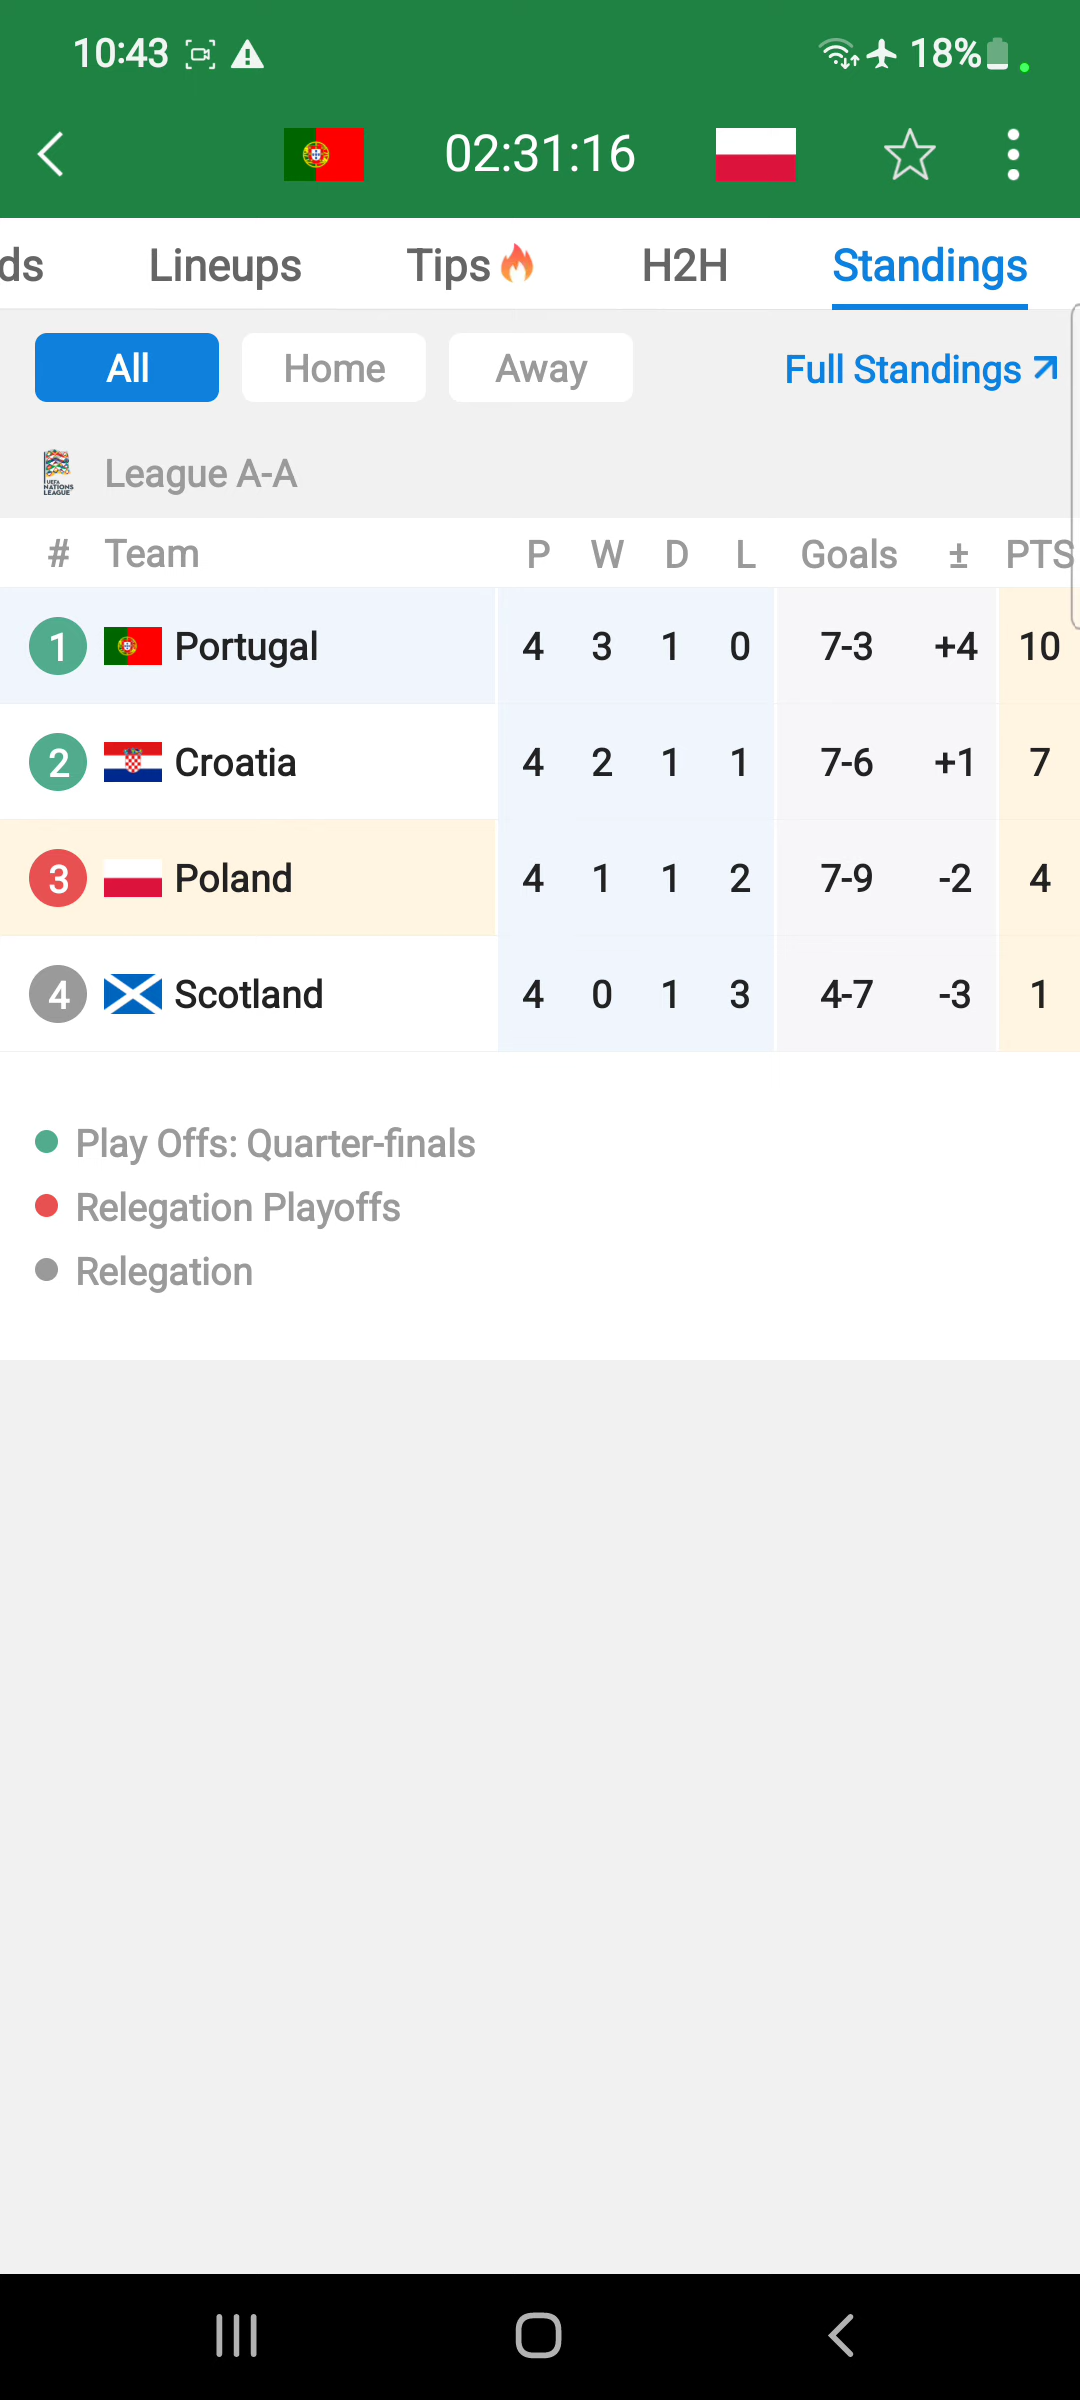 10:43 18%
02:31:16
ds Lineups Tips H2H Standings
All Home Away Full Standings
UEFA NATIONS LEAGUE League A-A
# Team P W D L Goals ± PTS
1 Portugal 4 3 1 0 7-3 +4 10
2 Croatia 4 2 1 1 7-6 +1 7
3 Poland 4 1 1 2 7-9 -2 4
4 Scotland 4 0 1 3 4-7 -3 1
Play Offs: Quarter-finals
Relegation Playoffs
Relegation